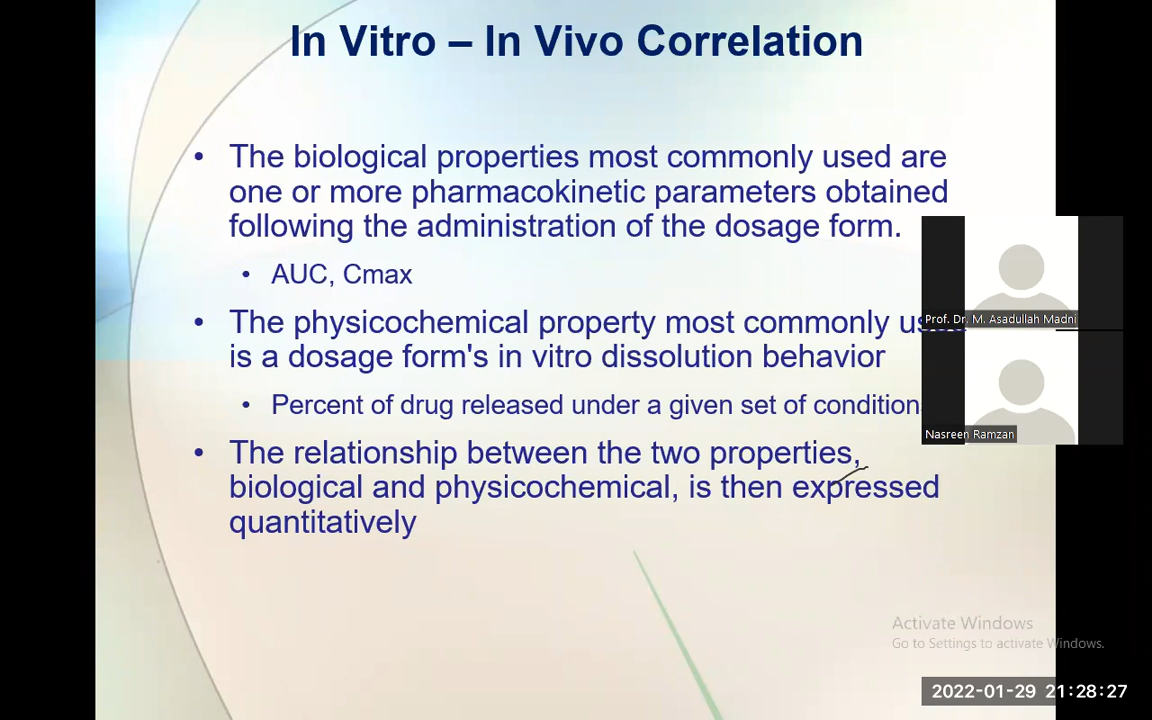 In Vitro – In Vivo Correlation
• The biological properties most commonly used are
one or more pharmacokinetic parameters obtained
following the administration of the dosage form.
• AUC, Cmax
• The physicochemical property most commonly
is a dosage form's in vitro dissolution behavior
• Percent of drug released under a given set of
Prof. Dr. M. Asadullah Madni
Nasreen Ramzan
• The relationship between the two properties,
biological and physicochemical, is then expressed
quantitatively
Activate Windows
Go to Settings to activate Windows.
2022-01-29 21:28:27